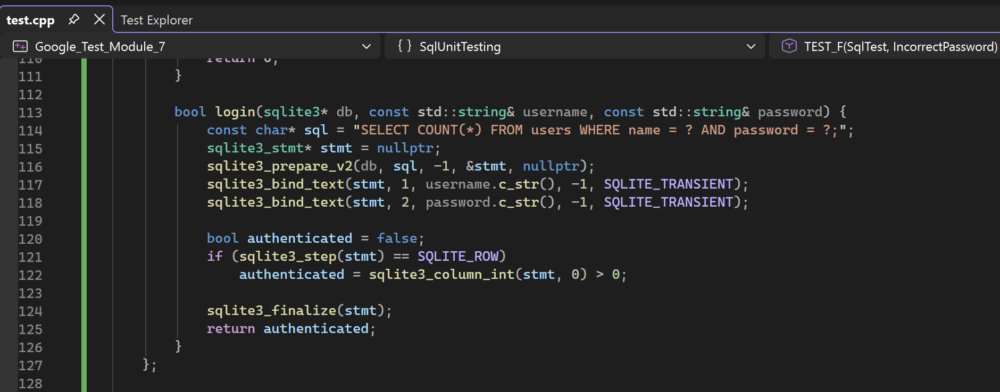 test.cpp Test Explorer
Google_Test_Module_7 {} SqlUnitTesting TEST_F(SqlTest, IncorrectPassword)
110 return 0;
111 }
112
113 bool login(sqlite3* db, const std::string& username, const std::string& password) {
114 const char* sql = "SELECT COUNT(*) FROM users WHERE name = ? AND password = ?;";
115 sqlite3_stmt* stmt = nullptr;
116 sqlite3_prepare_v2(db, sql, -1, &stmt, nullptr);
117 sqlite3_bind_text(stmt, 1, username.c_str(), -1, SQLITE_TRANSIENT);
118 sqlite3_bind_text(stmt, 2, password.c_str(), -1, SQLITE_TRANSIENT);
119
120 bool authenticated = false;
121 if (sqlite3_step(stmt) == SQLITE_ROW)
122 authenticated = sqlite3_column_int(stmt, 0) > 0;
123
124 sqlite3_finalize(stmt);
125 return authenticated;
126 }
127 };
128